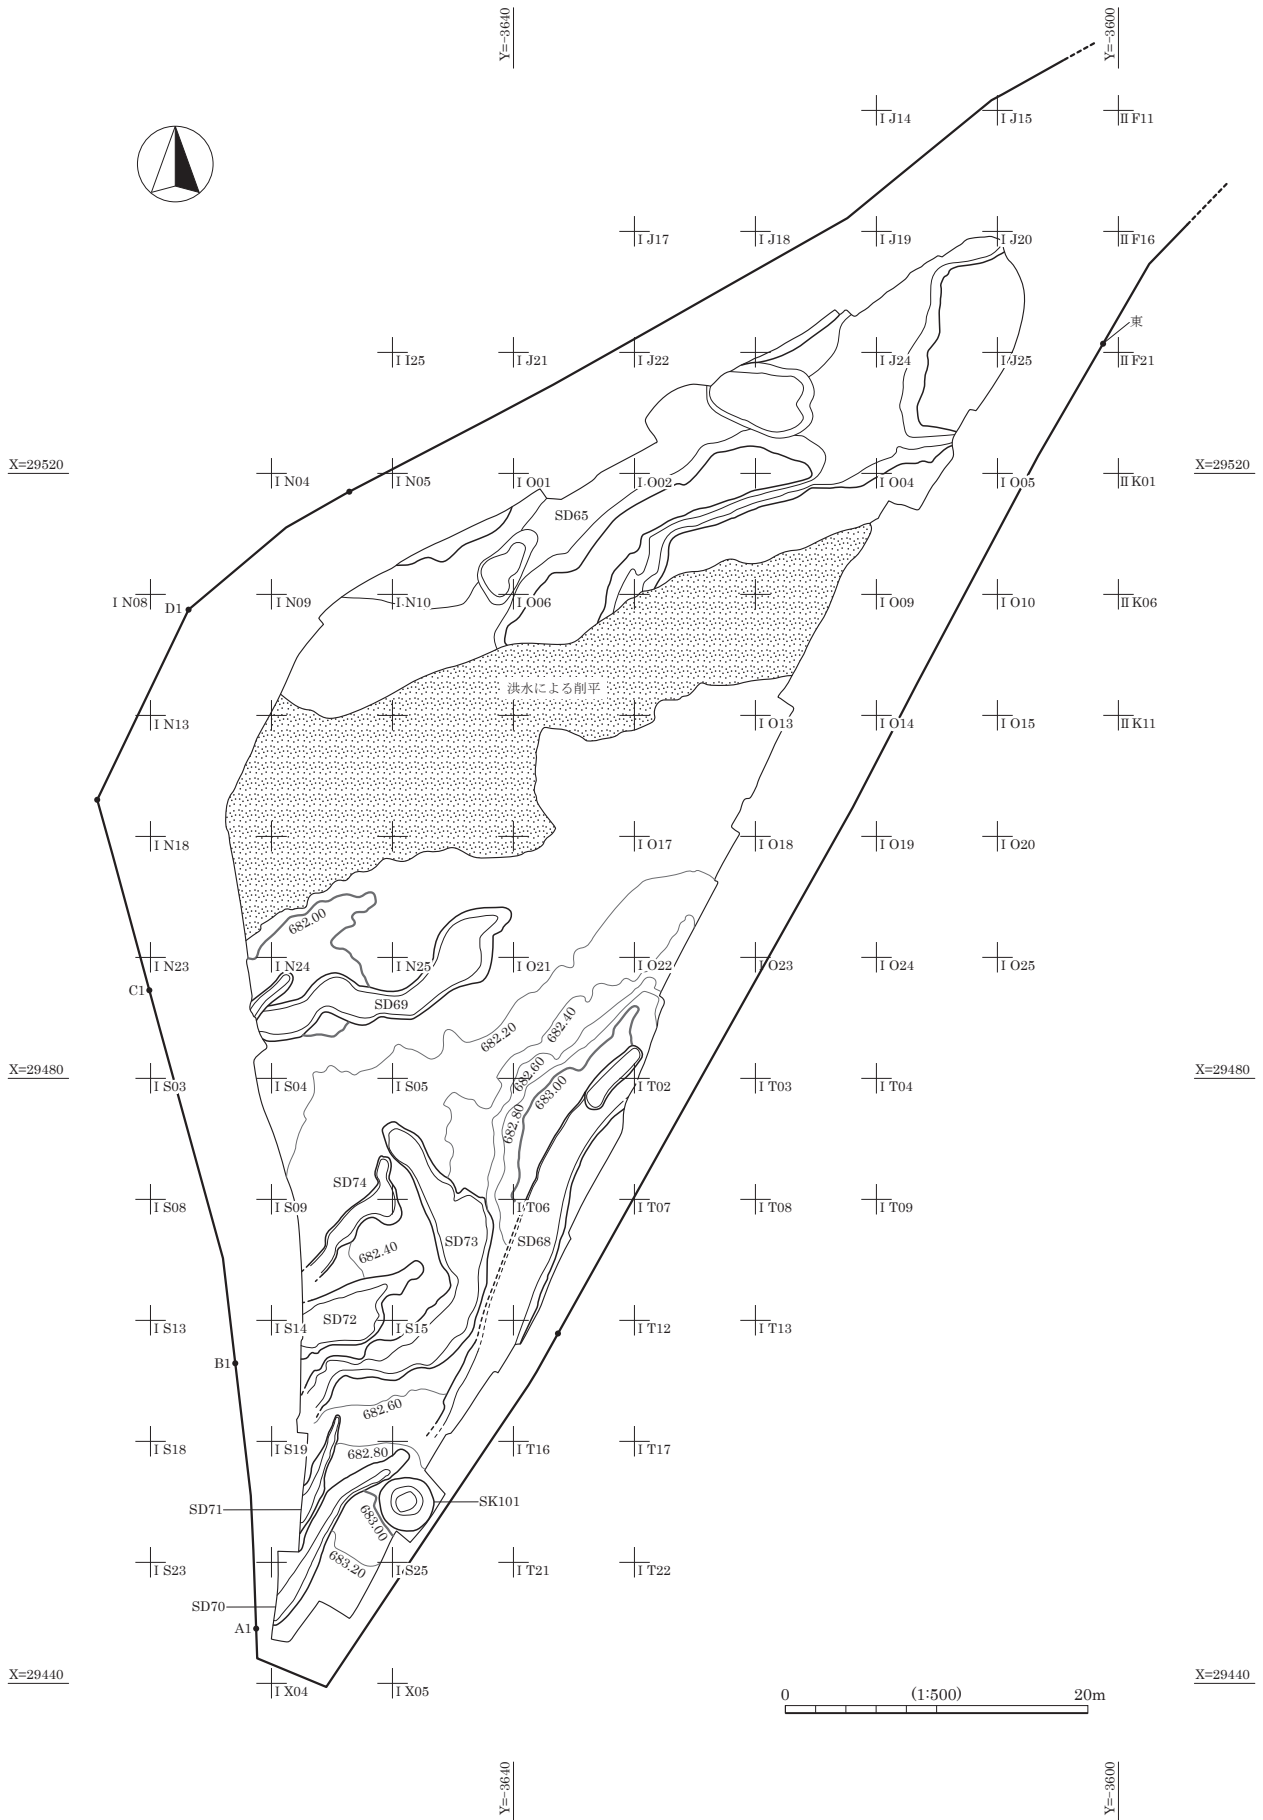 Y=-3640
Y=-3600
I J14
I J15
II F11
I J17
I J18
I J19
I J20
II F16
東
I I25
I J21
I J22
I J24
I J25
II F21
X=29520
I N04
I N05
I O01
I O02
I O04
I O05
II K01
X=29520
SD65
I N08
D1
I N09
I N10
I O06
I O09
I O10
II K06
洪水による削平
I N13
I O13
I O14
I O15
II K11
I N18
I O17
I O18
I O19
I O20
682.00
I N23
I N24
I N25
I O21
I O22
I O23
I O24
I O25
C1
SD69
682.20
682.40
X=29480
I S03
I S04
I S05
682.60
683.00
682.80
I T02
I T03
I T04
X=29480
SD74
I S08
I S09
I T06
I T07
I T08
I T09
682.40
SD73
SD68
I S13
I S14
SD72
I S15
I T12
I T13
B1
682.60
I S18
I S19
682.80
I T16
I T17
SD71
SK101
683.00
I S23
683.20
I S25
I T21
I T22
SD70
A1
X=29440
I X04
I X05
X=29440
0
(1:500)
20m
Y=-3640
Y=-3600